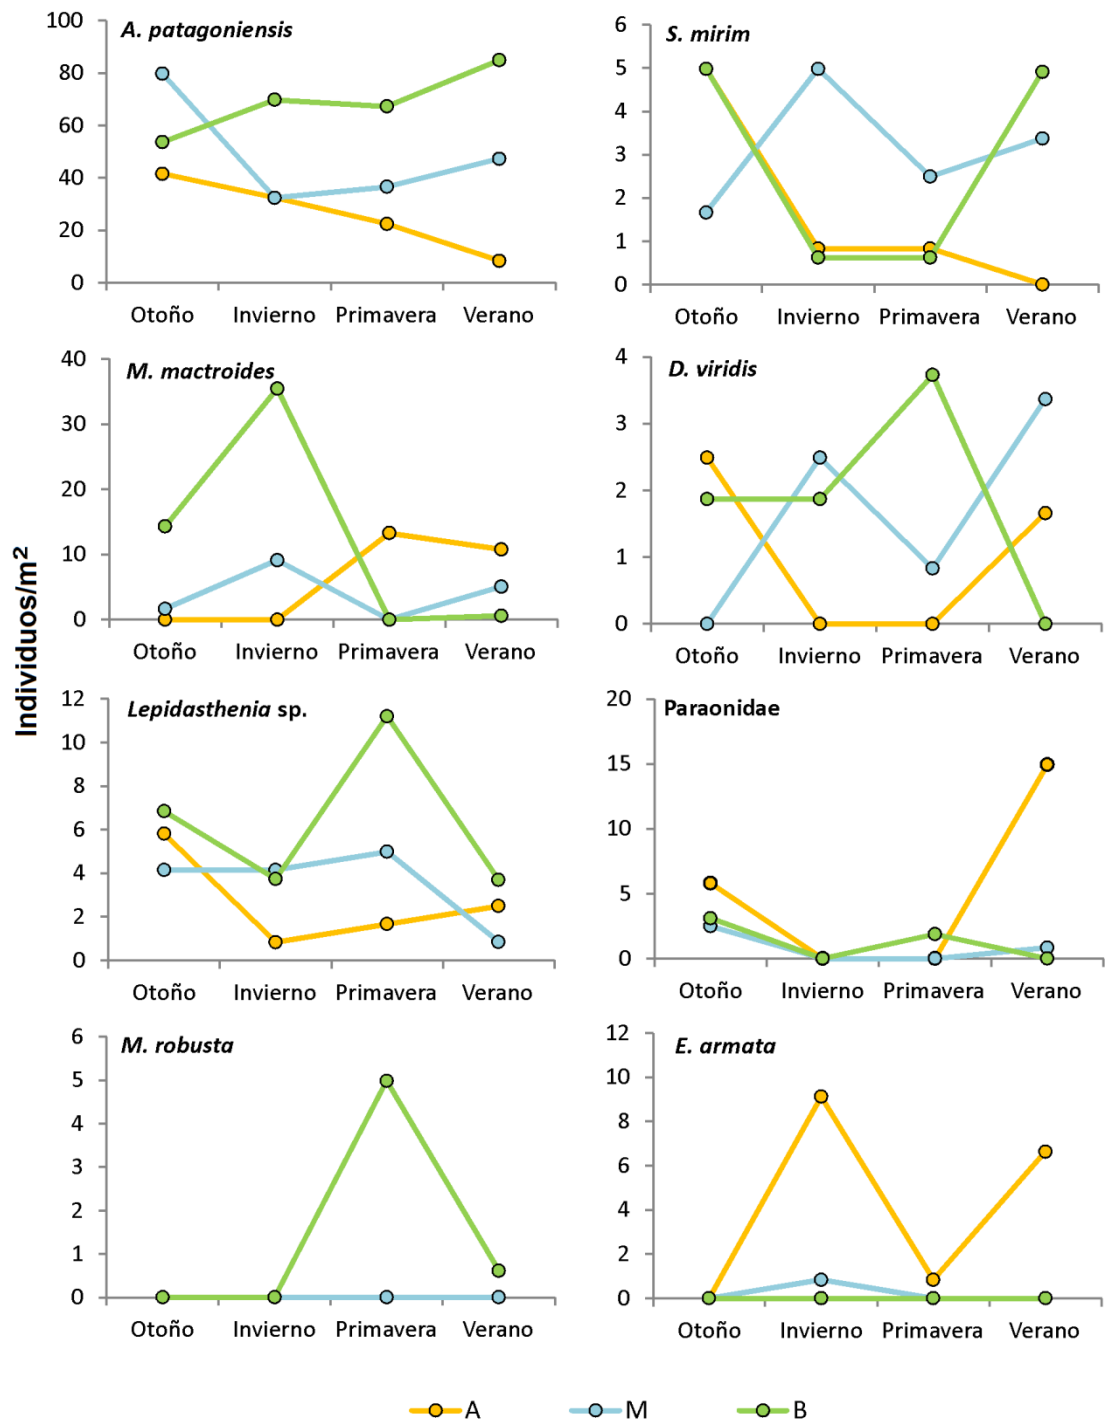 A. patagoniensis
100
80
60
40
20
0
Otoño Invierno Primavera Verano
S. mirim
6
5
4
3
2
1
0
Otoño Invierno Primavera Verano
M. mactroides
40
30
20
10
0
Otoño Invierno Primavera Verano
D. viridis
4
3
2
1
0
Otoño Invierno Primavera Verano
Individuos/m²
Lepidasthenia sp.
12
10
8
6
4
2
0
Otoño Invierno Primavera Verano
Paraonidae
20
15
10
5
0
Otoño Invierno Primavera Verano
M. robusta
6
5
4
3
2
1
0
Otoño Invierno Primavera Verano
E. armata
12
10
8
6
4
2
0
Otoño Invierno Primavera Verano
A M B